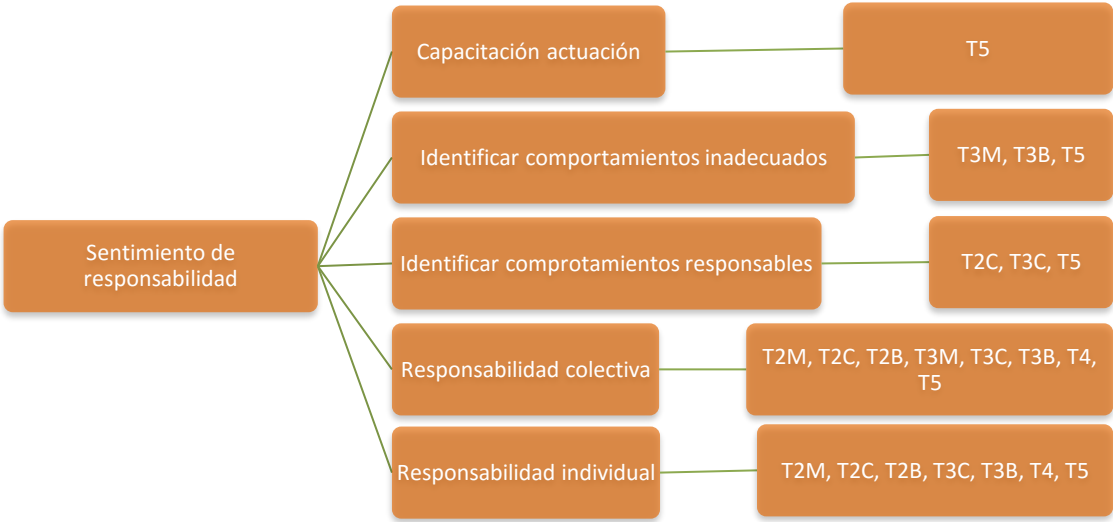 Capacitación actuación
T5
Identificar comportamientos inadecuados
T3M, T3B, T5
Sentimiento de
responsabilidad
Identificar comprotamientos responsables
T2C, T3C, T5
Responsabilidad colectiva
T2M, T2C, T2B, T3M, T3C, T3B, T4,
T5
Responsabilidad individual
T2M, T2C, T2B, T3C, T3B, T4, T5